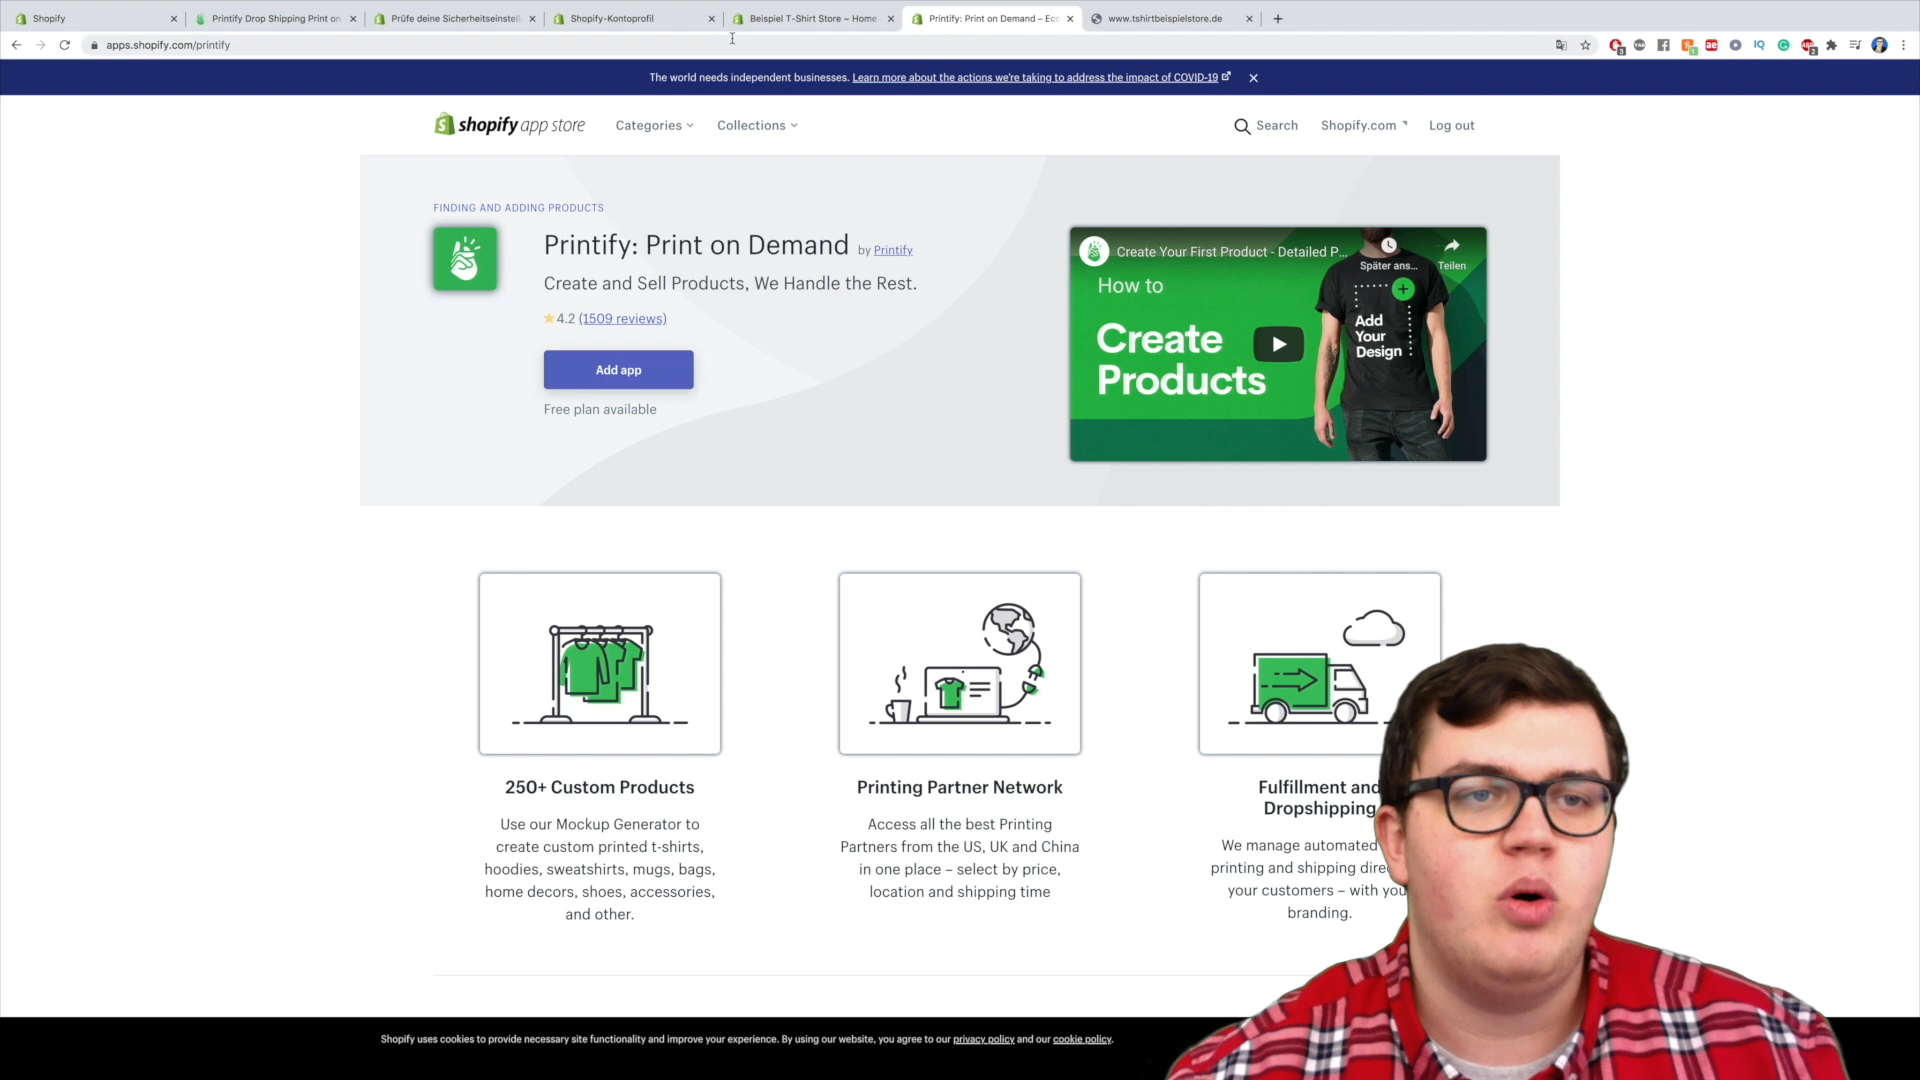 Shopify
Printify Drop Shipping Print on
Prüfe deine Sicherheitseinstell
Shopify-Kontoprofil
Beispiel T-Shirt Store ~ Home
Printify: Print on Demand – Eco
www.tshirtbeispielstore.de
apps.shopify.com/printify
The world needs independent businesses. Learn more about the actions we're taking to address the impact of COVID-19
shopify app store
Categories
Collections
Search
Shopify.com
Log out
FINDING AND ADDING PRODUCTS
Printify: Print on Demand by Printify
Create and Sell Products, We Handle the Rest.
4.2 (1509 reviews)
Add app
Free plan available
Create Your First Product - Detailed P...
Später ans...
Teilen
How to
Create
Products
Add
Your
Design
250+ Custom Products
Use our Mockup Generator to
create custom printed t-shirts,
hoodies, sweatshirts, mugs, bags,
home decors, shoes, accessories,
and other.
Printing Partner Network
Access all the best Printing
Partners from the US, UK and China
in one place – select by price,
location and shipping time
Fulfillment and
Dropshipping
We manage automated
printing and shipping dire
your customers – with you
branding.
Shopify uses cookies to provide necessary site functionality and improve your experience. By using our website, you agree to our privacy policy and our cookie policy.